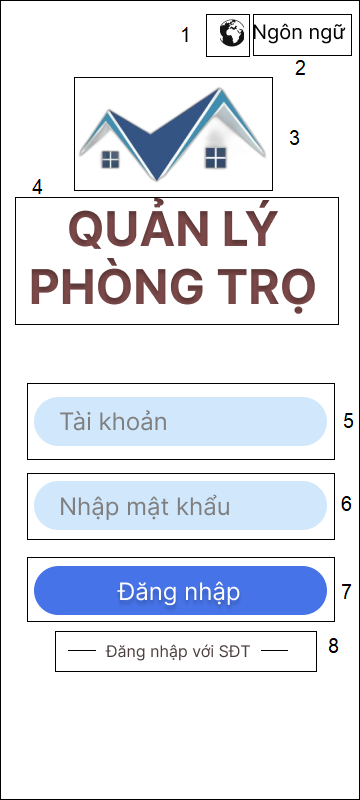 1
Ngôn ngữ
2
3
4
QUẢN LÝ
PHÒNG TRỌ
Tài khoản
5
Nhập mật khẩu
6
Đăng nhập
7
Đăng nhập với SĐT
8